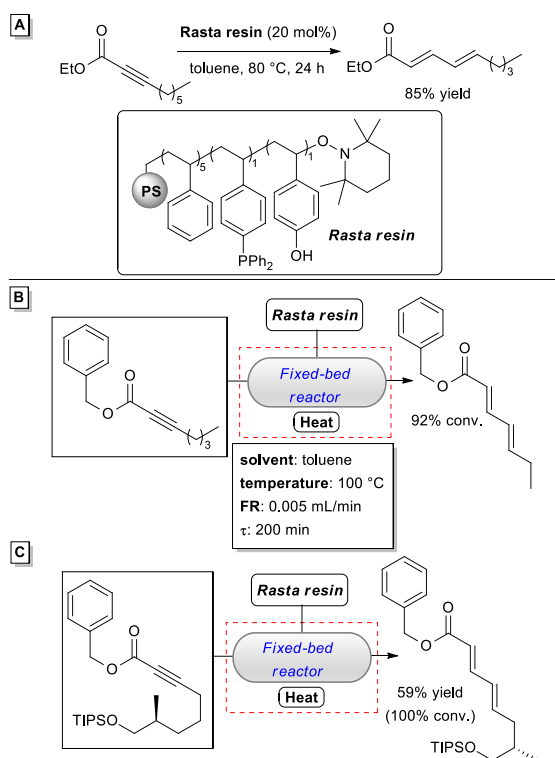 A
Rasta resin (20 mol%)
toluene, 80 °C, 24 h
O
EtO
5
O
EtO
3
85% yield
PS
5
1
1
O
N
PPh2
OH
Rasta resin
B
Rasta resin
Fixed-bed
reactor
Heat
O
O
3
O
O
92% conv.
solvent: toluene
temperature: 100 °C
FR: 0.005 mL/min
τ: 200 min
C
Rasta resin
Fixed-bed
reactor
Heat
O
O
TIPSO
O
O
59% yield
(100% conv.)
TIPSO